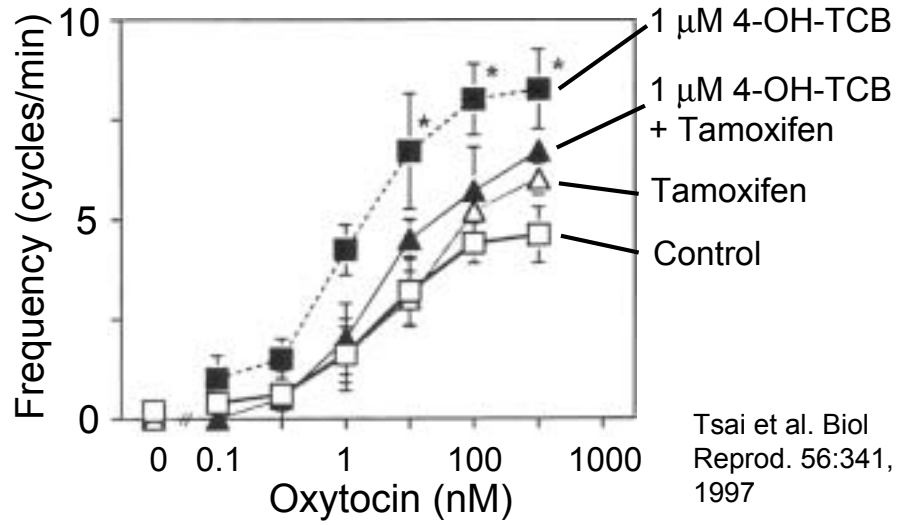 10
5
0
Frequency (cycles/min)
*
*
*
1 μM 4-OH-TCB
1 μM 4-OH-TCB
+ Tamoxifen
Tamoxifen
Control
//
0 0.1 1 10 100 1000
Oxytocin (nM)
Tsai et al. Biol
Reprod. 56:341,
1997